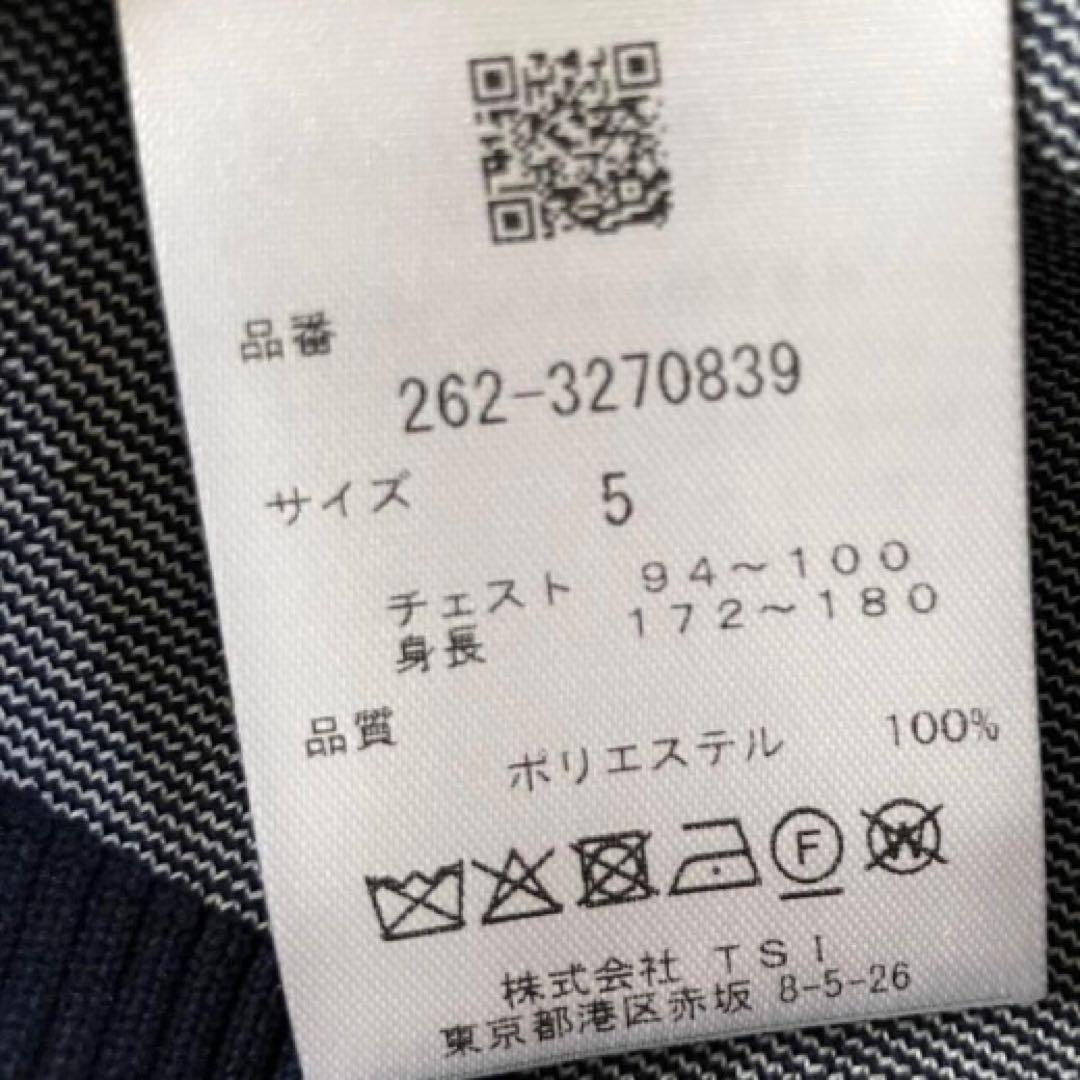 品番
262-3270839
サイズ 5
チェスト 94～100
身長 172～180
品質
ポリエステル 100%
F
W
株式会社 TSI
東京都港区赤坂 8-5-26